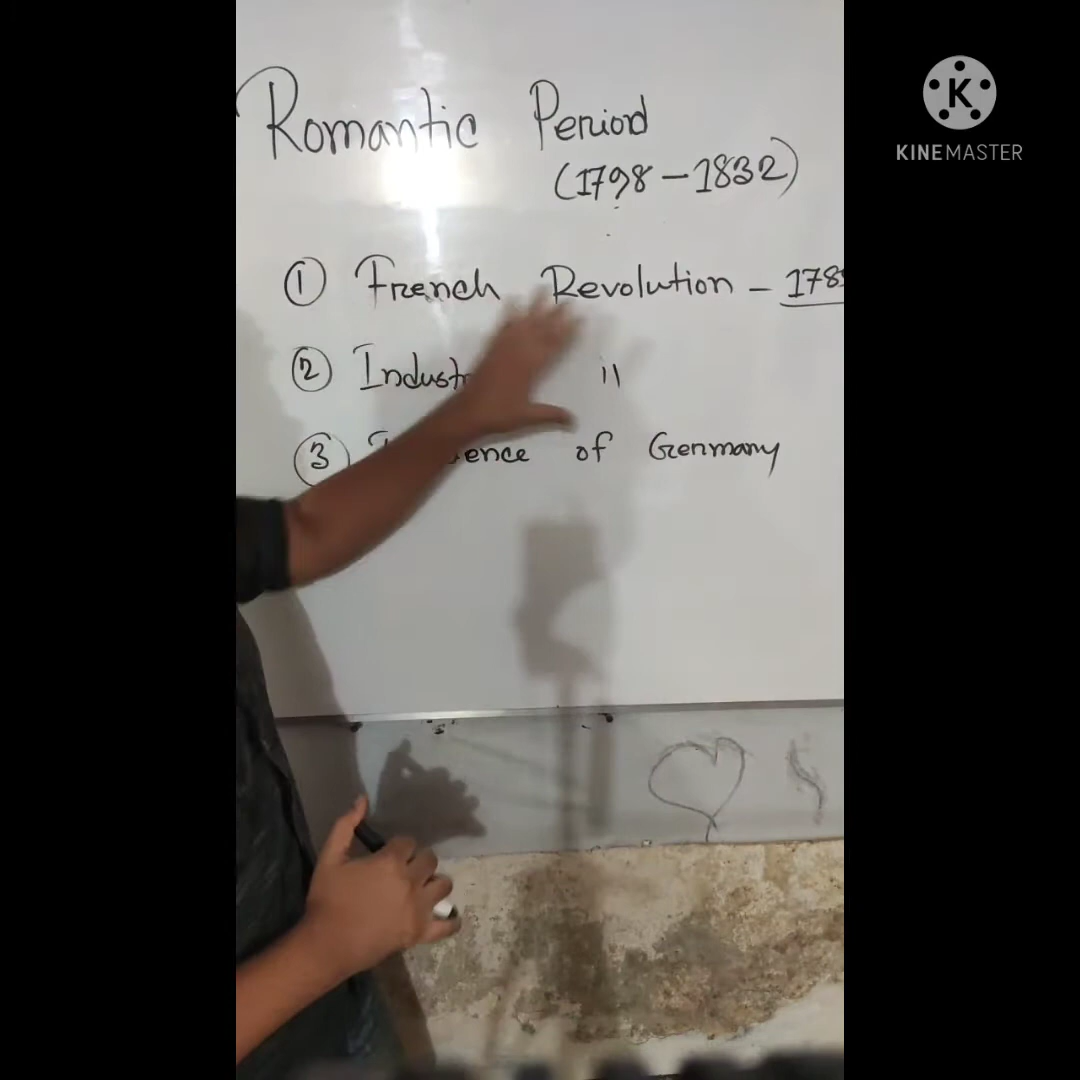 Romantic Period
(1798-1832)
① French Revolution - 178
② Indust 〃
③ ence of Germany
K
KINEMASTER